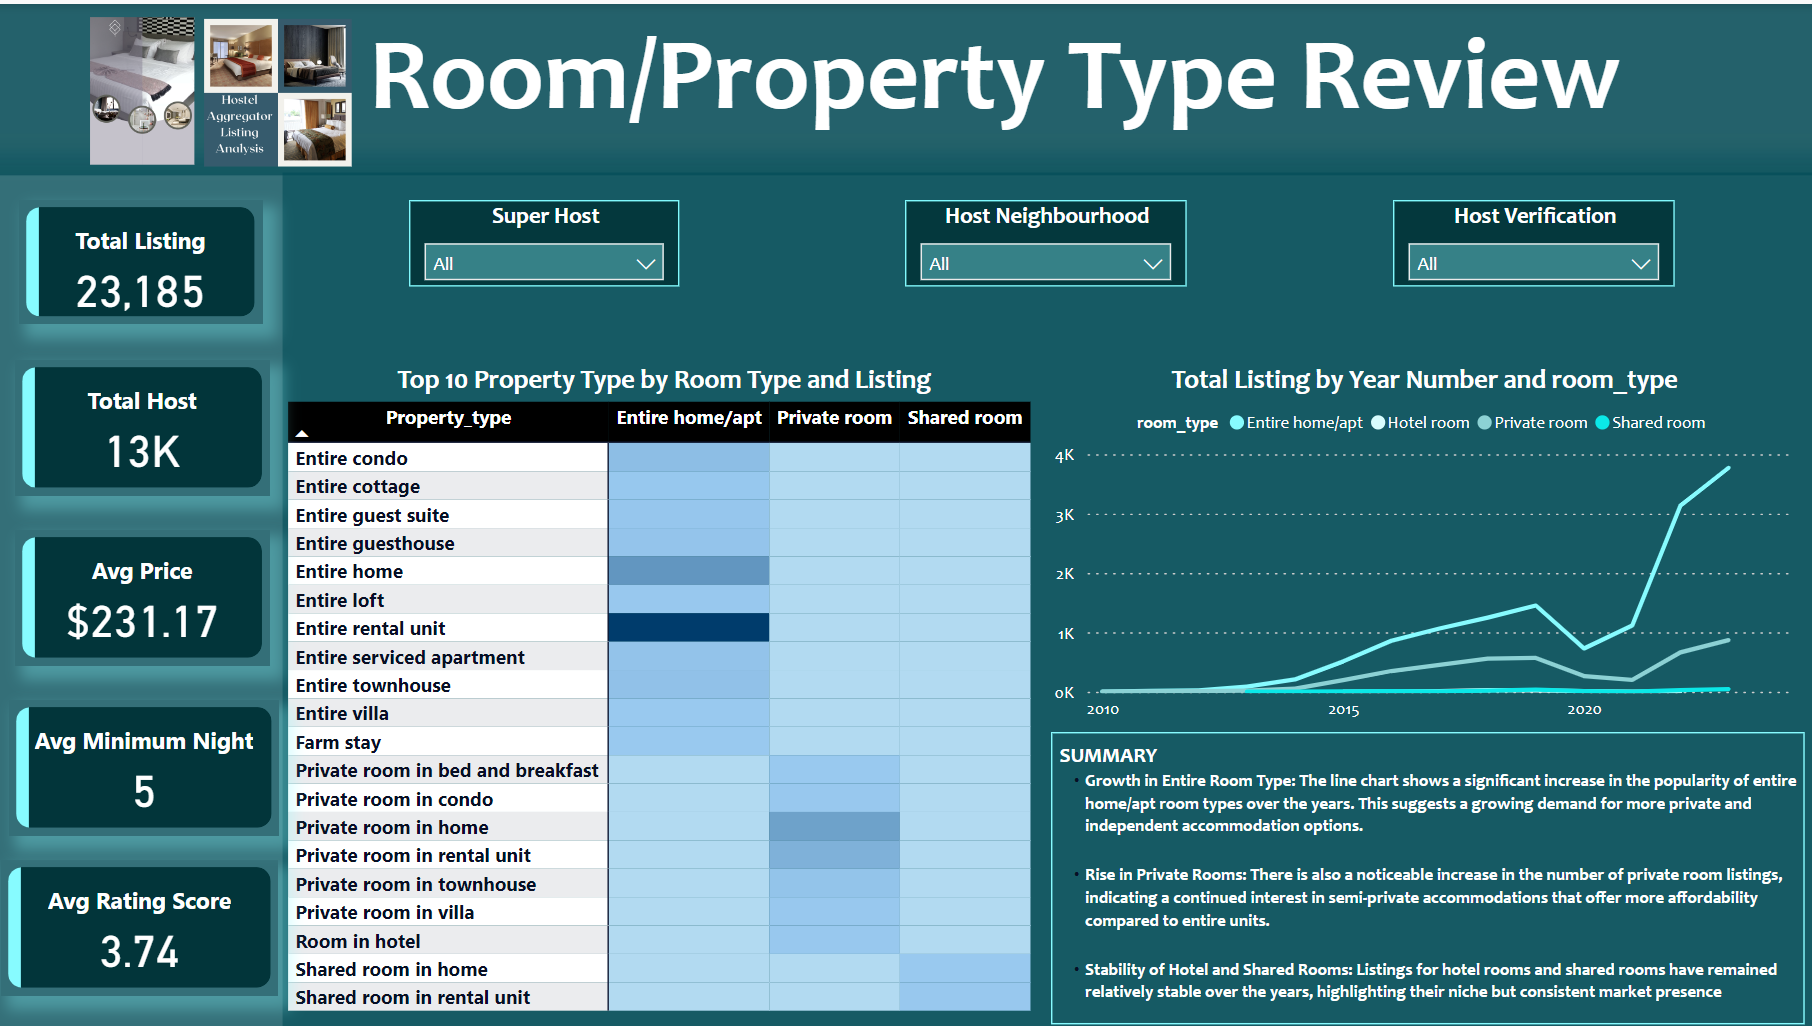 Hostel
Aggregator
Listing
Analysis
Room/Property Type Review
Total Listing
23,185
Total Host
13K
Avg Price
$231.17
Avg Minimum Night
5
Avg Rating Score
3.74
Super Host
All
Host Neighbourhood
All
Host Verification
All
Top 10 Property Type by Room Type and Listing
Property_type Entire home/apt Private room Shared room
Entire condo
Entire cottage
Entire guest suite
Entire guesthouse
Entire home
Entire loft
Entire rental unit
Entire serviced apartment
Entire townhouse
Entire villa
Farm stay
Private room in bed and breakfast
Private room in condo
Private room in home
Private room in rental unit
Private room in townhouse
Private room in villa
Room in hotel
Shared room in home
Shared room in rental unit
Total Listing by Year Number and room_type
room_type Entire home/apt Hotel room Private room Shared room
4K
3K
2K
1K
0K
2010 2015 2020
SUMMARY
• Growth in Entire Room Type: The line chart shows a significant increase in the popularity of entire
home/apt room types over the years. This suggests a growing demand for more private and
independent accommodation options.
• Rise in Private Rooms: There is also a noticeable increase in the number of private room listings,
indicating a continued interest in semi-private accommodations that offer more affordability
compared to entire units.
• Stability of Hotel and Shared Rooms: Listings for hotel rooms and shared rooms have remained
relatively stable over the years, highlighting their niche but consistent market presence